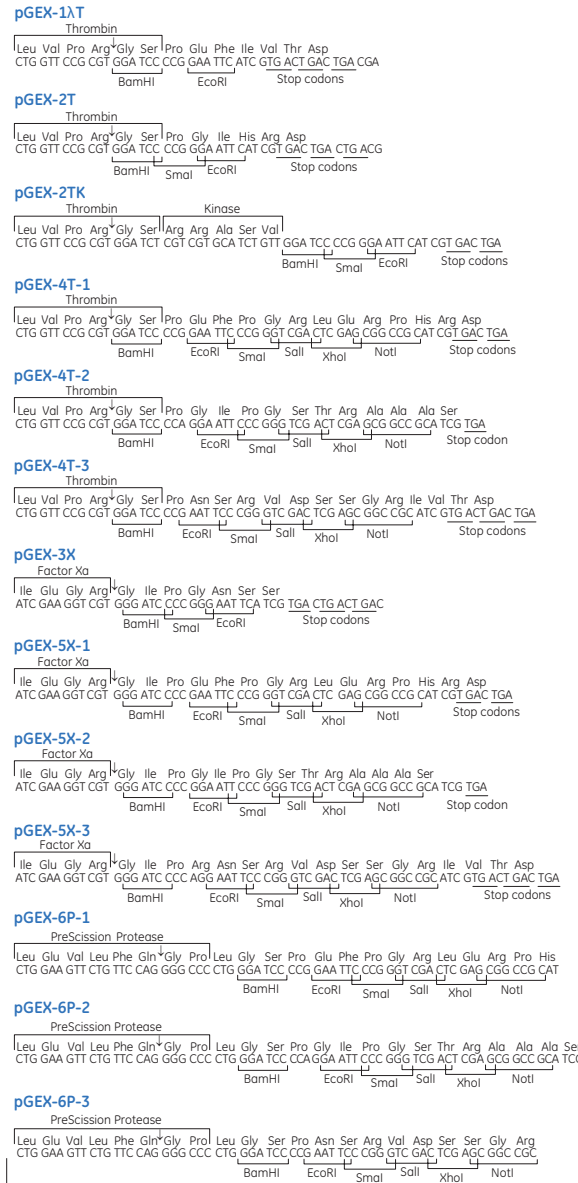 pGEX-1λT
Thrombin
Leu Val Pro Arg↓Gly Ser Pro Glu Phe Ile Val Thr Asp
CTG GTT CCG CGT GGA TCC CCG GAA TTC ATC GTG ACT GAC TGA CGA
BamHI EcoRI Stop codons
pGEX-2T
Thrombin
Leu Val Pro Arg↓Gly Ser Pro Gly Ile His Arg Asp
CTG GTT CCG CGT GGA TCC CCG GGA ATT CAT CGT GAC TGA CTG ACG
BamHI SmaI EcoRI Stop codons
pGEX-2TK
Thrombin Kinase
Leu Val Pro Arg↓Gly Ser Arg Arg Ala Ser Val
CTG GTT CCG CGT GGA TCT CGT CGT GCA TCT GTT GGA TCC CCG GGA ATT CAT CGT GAC TGA
BamHI SmaI EcoRI Stop codons
pGEX-4T-1
Thrombin
Leu Val Pro Arg↓Gly Ser Pro Glu Phe Pro Gly Arg Leu Glu Arg Pro His Arg Asp
CTG GTT CCG CGT GGA TCC CCG GAA TTC CCG GGT CGA CTC GAG CGG CCG CAT CGT GAC TGA
BamHI EcoRI SmaI SalI XhoI NotI Stop codons
pGEX-4T-2
Thrombin
Leu Val Pro Arg↓Gly Ser Pro Gly Ile Pro Gly Ser Thr Arg Ala Ala Ala Ser
CTG GTT CCG CGT GGA TCC CCA GGA ATT CCC GGG TCG ACT CGA GCG GCC GCA TCG TGA
BamHI EcoRI SmaI SalI XhoI NotI Stop codon
pGEX-4T-3
Thrombin
Leu Val Pro Arg↓Gly Ser Pro Asn Ser Arg Val Asp Ser Ser Gly Arg Ile Val Thr Asp
CTG GTT CCG CGT GGA TCC CCG AAT TCC CGG GTC GAC TCG AGC GGC CGC ATC GTG ACT GAC TGA
BamHI EcoRI SmaI SalI XhoI NotI Stop codons
pGEX-3X
Factor Xa
Ile Glu Gly Arg↓Gly Ile Pro Gly Asn Ser Ser
ATC GAA GGT CGT GGG ATC CCC GGG AAT TCA TCG TGA CTG ACT GAC
BamHI SmaI EcoRI Stop codons
pGEX-5X-1
Factor Xa
Ile Glu Gly Arg↓Gly Ile Pro Glu Phe Pro Gly Arg Leu Glu Arg Pro His Arg Asp
ATC GAA GGT CGT GGG ATC CCC GAA TTC CCG GGT CGA CTC GAG CGG CCG CAT CGT GAC TGA
BamHI EcoRI SmaI SalI XhoI NotI Stop codons
pGEX-5X-2
Factor Xa
Ile Glu Gly Arg↓Gly Ile Pro Gly Ile Pro Gly Ser Thr Arg Ala Ala Ala Ser
ATC GAA GGT CGT GGG ATC CCC GGA ATT CCC GGG TCG ACT CGA GCG GCC GCA TCG TGA
BamHI EcoRI SmaI SalI XhoI NotI Stop codon
pGEX-5X-3
Factor Xa
Ile Glu Gly Arg↓Gly Ile Pro Arg Asn Ser Arg Val Asp Ser Ser Gly Arg Ile Val Thr Asp
ATC GAA GGT CGT GGG ATC CCC AGG AAT TCC CGG GTC GAC TCG AGC GGC CGC ATC GTG ACT GAC TGA
BamHI EcoRI SmaI SalI XhoI NotI Stop codons
pGEX-6P-1
PreScission Protease
Leu Glu Val Leu Phe Gln↓Gly Pro Leu Gly Ser Pro Glu Phe Pro Gly Arg Leu Glu Arg Pro His
CTG GAA GTT CTG TTC CAG GGG CCC CTG GGA TCC CCG GAA TTC CCG GGT CGA CTC GAG CGG CCG CAT
BamHI EcoRI SmaI SalI XhoI NotI
pGEX-6P-2
PreScission Protease
Leu Glu Val Leu Phe Gln↓Gly Pro Leu Gly Ser Pro Gly Ile Pro Gly Ser Thr Arg Ala Ala Ala Ser
CTG GAA GTT CTG TTC CAG GGG CCC CTG GGA TCC CCA GGA ATT CCC GGG TCG ACT CGA GCG GCC GCA TCG
BamHI EcoRI SmaI SalI XhoI NotI
pGEX-6P-3
PreScission Protease
Leu Glu Val Leu Phe Gln↓Gly Pro Leu Gly Ser Pro Asn Ser Arg Val Asp Ser Ser Gly Arg
CTG GAA GTT CTG TTC CAG GGG CCC CTG GGA TCC CCG AAT TCC CGG GTC GAC TCG AGC GGC CGC
BamHI EcoRI SmaI SalI XhoI NotI